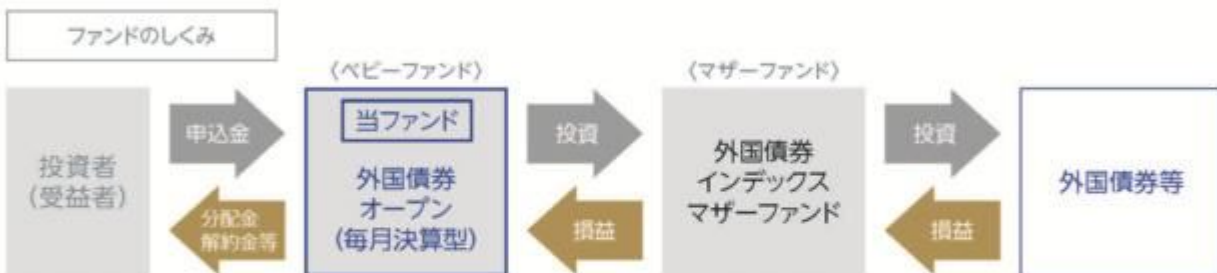 ファンドのしくみ
〈ベビーファンド〉
〈マザーファンド〉
投資者
(受益者)
申込金
分配金
解約金等
当ファンド
外国債券
オープン
(毎月決算型)
投資
損益
外国債券
インデックス
マザーファンド
投資
損益
外国債券等